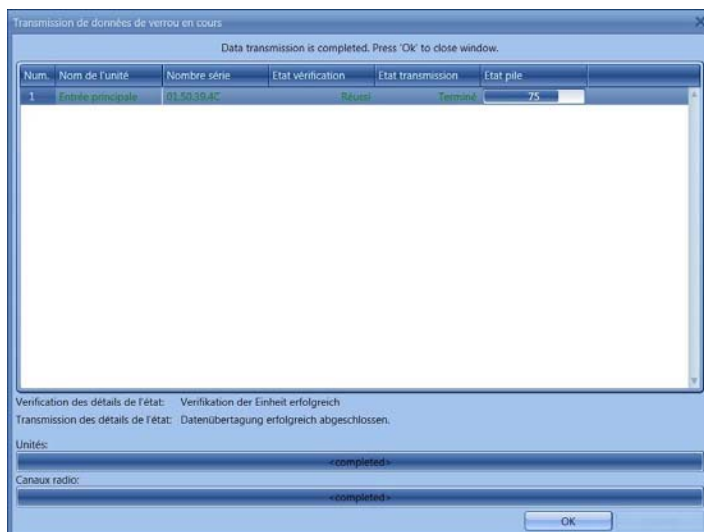 Transmission de données de verrou en cours
Data transmission is completed. Press 'Ok' to close window.
Num. Nom de l'unité Nombre série Etat vérification Etat transmission Etat pile
1 Entrée principale 01.50.39.4C Réussi Terminé 75
Verification des détails de l'état: Verifikation der Einheit erfolgreich
Transmission des détails de l'état: Datenübertagung erfolgreich abgeschlossen.
Unités:
<completed>
Canaux radio:
<completed>
OK